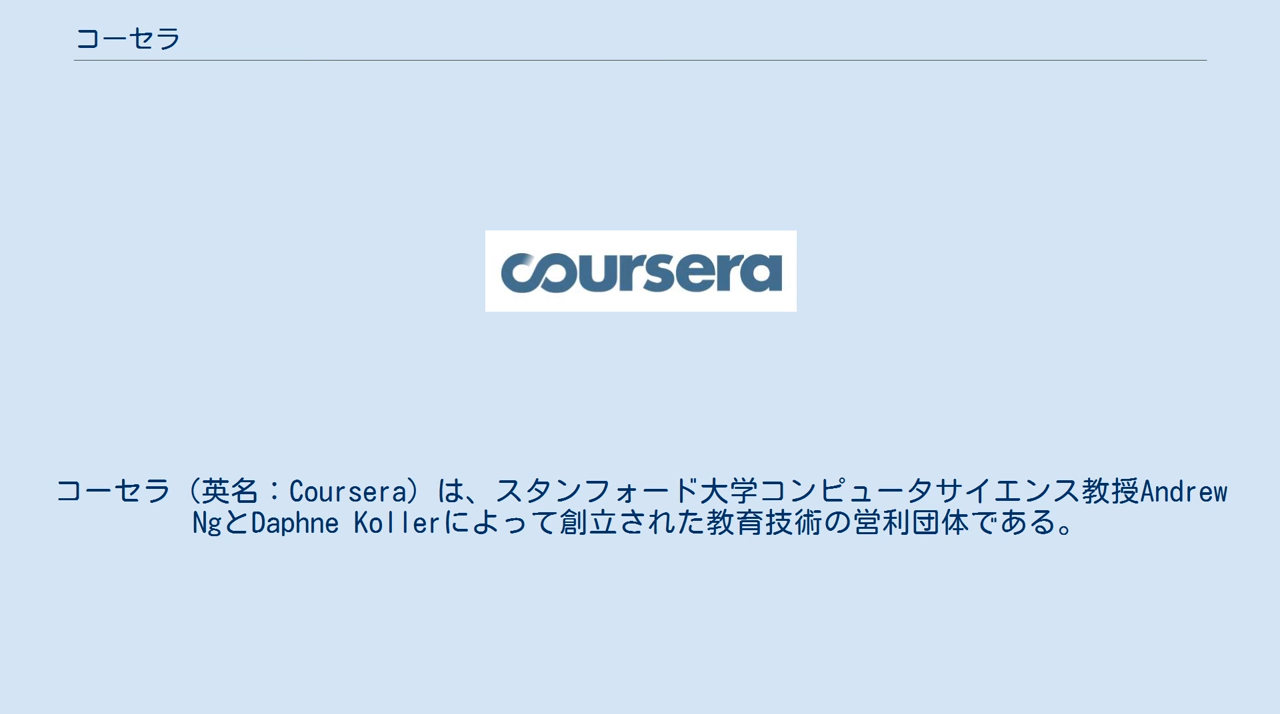 コーセラ
coursera
コーセラ（英名：Coursera）は、スタンフォード大学コンピュータサイエンス教授Andrew
NgとDaphne Kollerによって創立された教育技術の営利団体である。